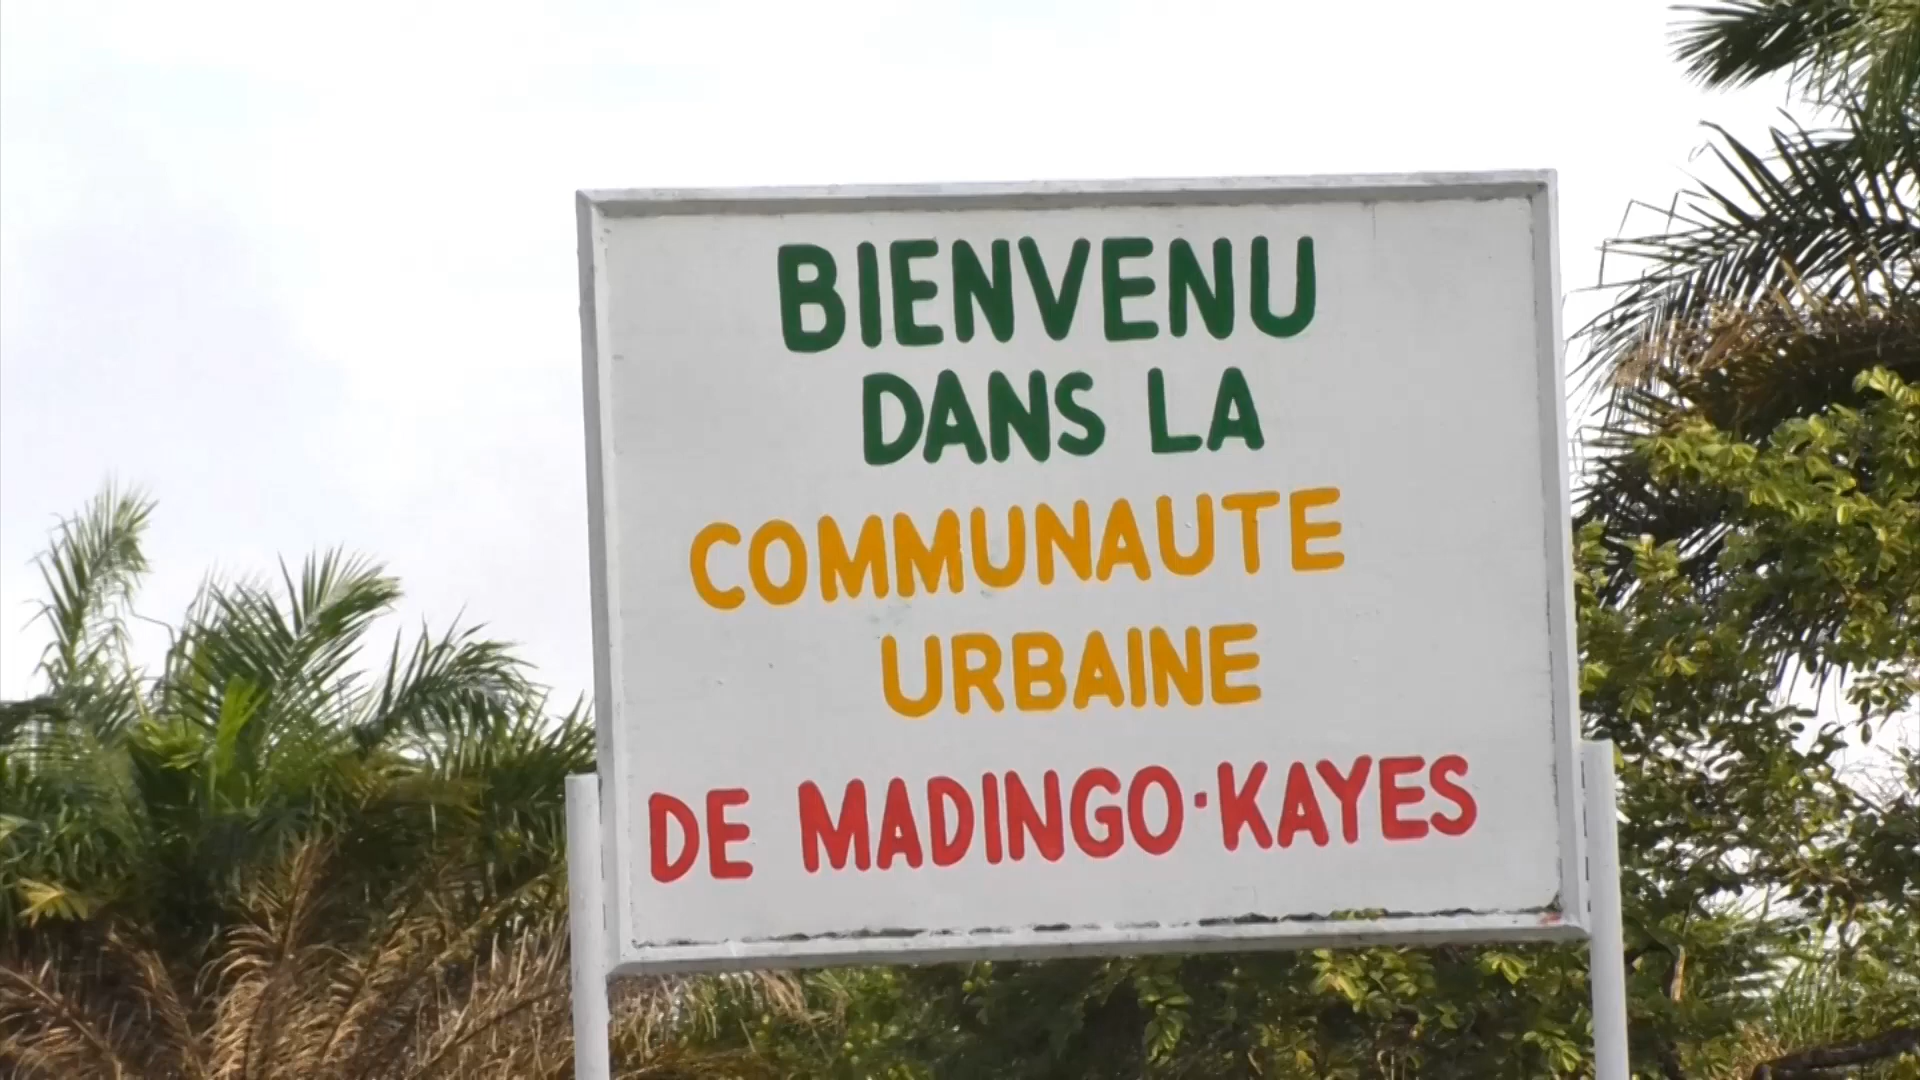 BIENVENU
DANS LA
COMMUNAUTE
URBAINE
DE MADINGO-KAYES